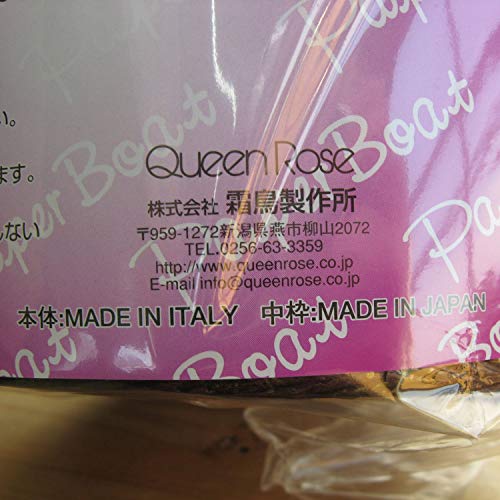 Paper Boat
い。
ます。
しない
Queen Rose
株式会社 霜鳥製作所
〒959-1272新潟県燕市柳山2072
TEL.0256-63-3359
http://www.queenrose.co.jp
E-mail info@queenrose.co.jp
本体:MADE IN ITALY 中枠:MADE IN JAPAN